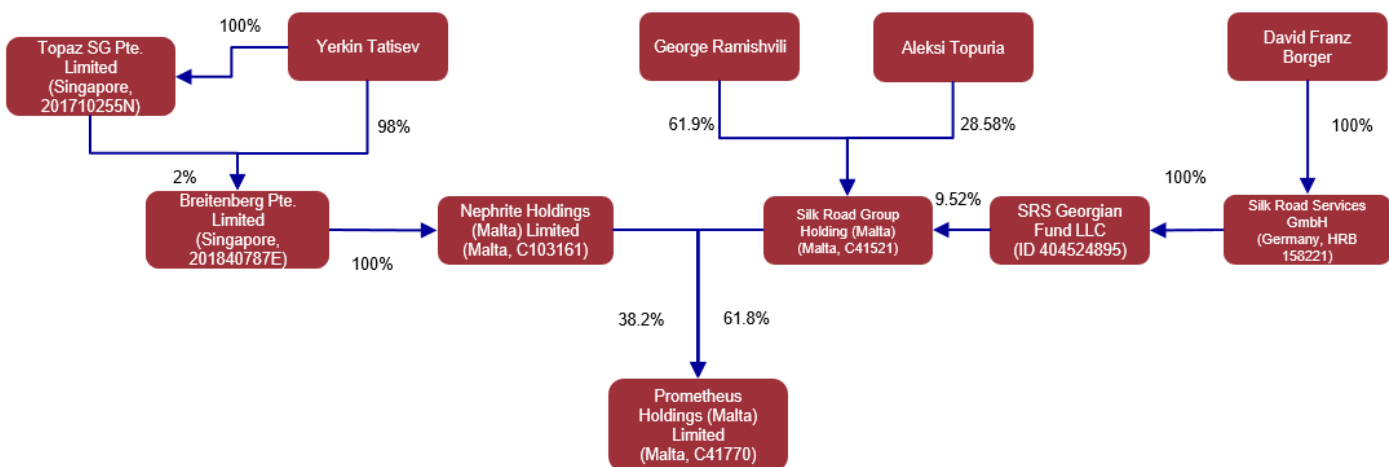 100%
Topaz SG Pte.
Limited
(Singapore,
201710255N)
Yerkin Tatisev
George Ramishvili
Aleksi Topuria
David Franz
Borger
98%
61.9%
28.58%
100%
2%
Breitenberg Pte.
Limited
(Singapore,
201840787E)
100%
Nephrite Holdings
(Malta) Limited
(Malta, C103161)
Silk Road Group
Holding (Malta)
(Malta, C41521)
9.52%
SRS Georgian
Fund LLC
(ID 404524895)
100%
Silk Road Services
GmbH
(Germany, HRB
158221)
38.2%
61.8%
Prometheus
Holdings (Malta)
Limited
(Malta, C41770)